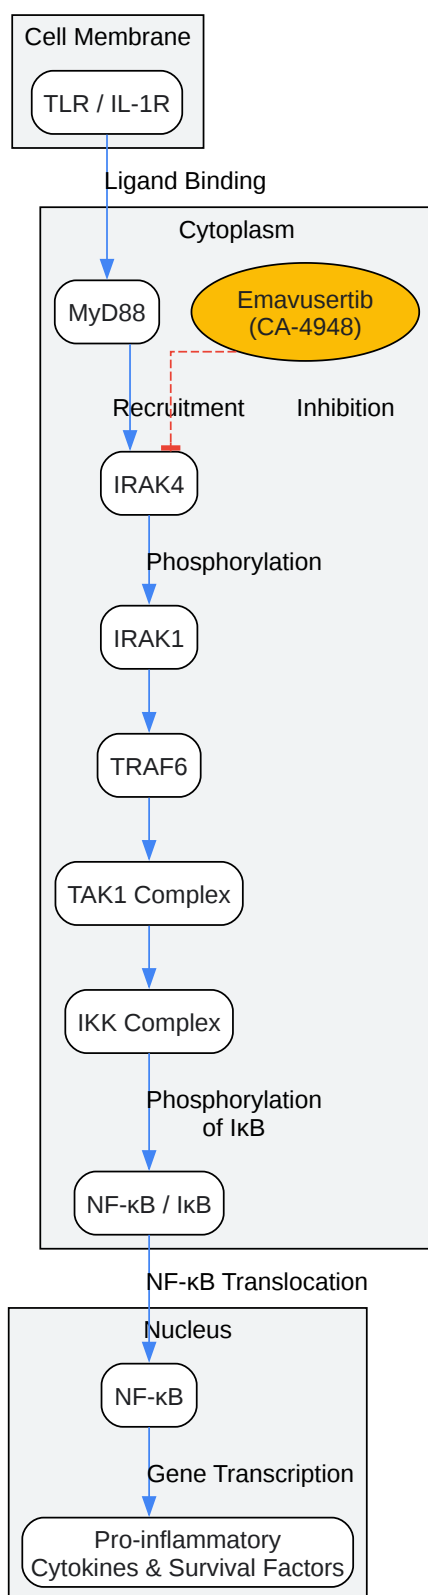 Cell Membrane
TLR / IL-1R
Ligand Binding
Cytoplasm
MyD88
Emavusertib
(CA-4948)
Recruitment
Inhibition
IRAK4
Phosphorylation
IRAK1
TRAF6
TAK1 Complex
IKK Complex
Phosphorylation
of IκB
NF-κB / IκB
NF-κB Translocation
Nucleus
NF-κB
Gene Transcription
Pro-inflammatory
Cytokines & Survival Factors